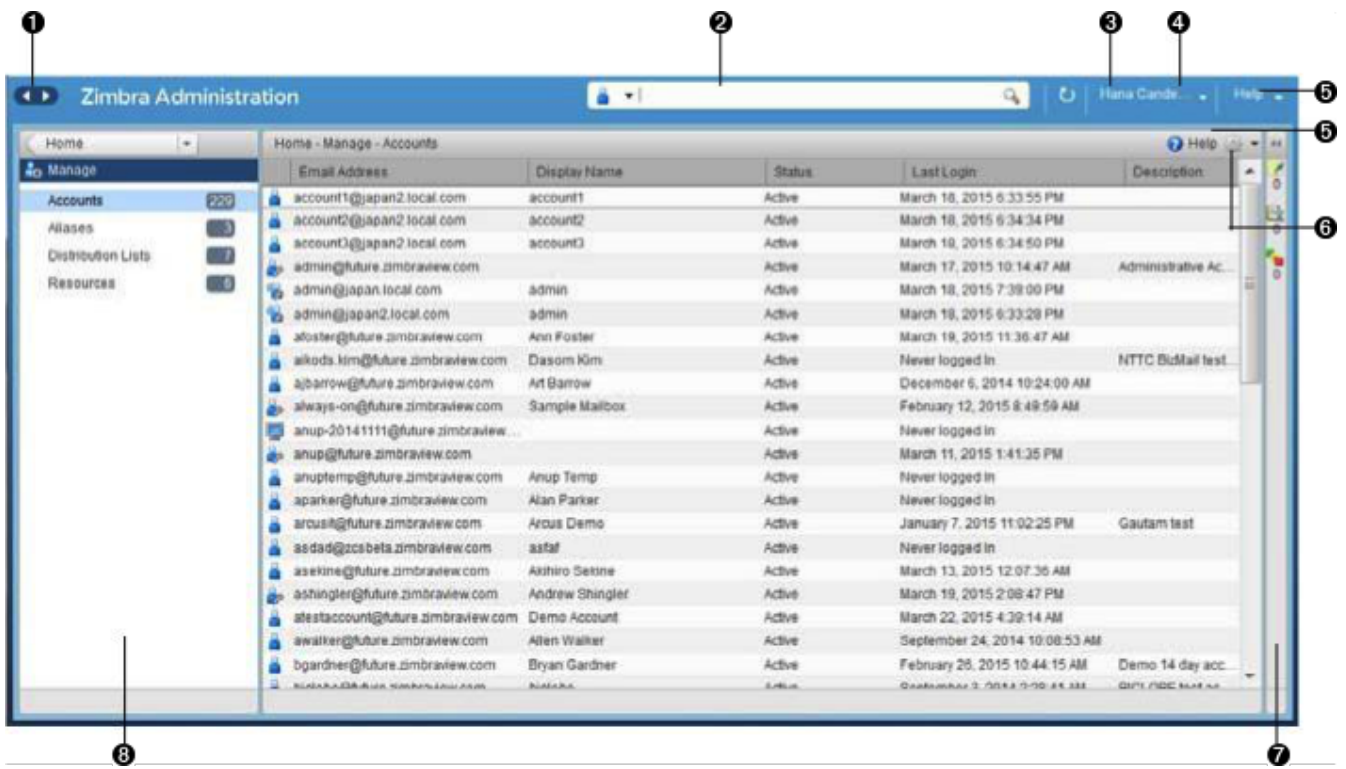 ❶ ❷ ❸ ❹
Zimbra Administration
Hana Cande... Help ❺
❺
Home Home - Manage - Accounts Help
Manage Email Address Display Name Status Last Login Description
Accounts 220 account1@japan2.local.com account1 Active March 18, 2015 6:33:55 PM 0
Aliases 3 account2@japan2.local.com account2 Active March 18, 2015 6:34:34 PM 0
❻
Distribution Lists 7 account3@japan2.local.com account3 Active March 18, 2015 6:34:50 PM
Resources 0 admin@future.zimbraview.com Active March 17, 2015 10:14:47 AM Administrative Ac... 0
admin@japan.local.com admin Active March 18, 2015 7:39:00 PM
admin@japan2.local.com admin Active March 18, 2015 6:33:28 PM
afoster@future.zimbraview.com Ann Foster Active March 19, 2015 11:36:47 AM
aikods.kim@future.zimbraview.com Dasom Kim Active Never logged in NTTC BizMail test...
ajbarrow@future.zimbraview.com Art Barrow Active December 6, 2014 10:24:00 AM
always-on@future.zimbraview.com Sample Mailbox Active February 12, 2015 8:49:59 AM
anup-20141111@future.zimbraview... Active Never logged in
anup@future.zimbraview.com Active March 11, 2015 1:41:35 PM
anuptemp@future.zimbraview.com Anup Temp Active Never logged in
aparker@future.zimbraview.com Alan Parker Active Never logged in
arcusit@future.zimbraview.com Arcus Demo Active January 7, 2015 11:02:25 PM Gautam test
asdad@zcsbeta.zimbraview.com asfaf Active Never logged in
asekine@future.zimbraview.com Akihiro Sekine Active March 13, 2015 12:07:36 AM
ashingler@future.zimbraview.com Andrew Shingler Active March 19, 2015 2:08:47 PM
atestaccount@future.zimbraview.com Demo Account Active March 22, 2015 4:39:14 AM
awalker@future.zimbraview.com Allen Walker Active September 24, 2014 10:08:53 AM
bgardner@future.zimbraview.com Bryan Gardner Active February 26, 2015 10:44:15 AM Demo 14 day acc...
❽ ❼